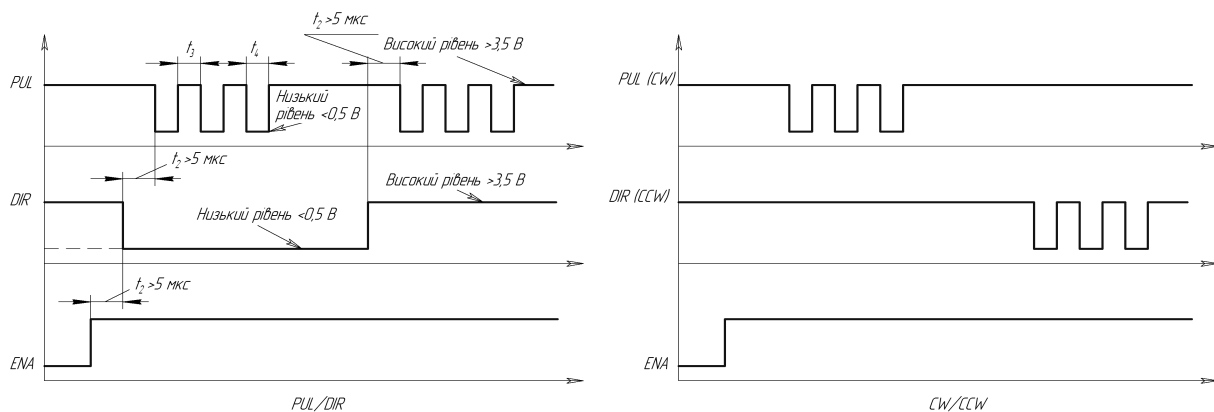 t₂ >5 мкс
t₃
t₄
Високий рівень >3,5 В
PUL
Низький
рівень <0,5 В
t₂ >5 мкс
DIR
Високий рівень >3,5 В
Низький рівень <0,5 В
t₂ >5 мкс
ENA
PUL/DIR
PUL (CW)
DIR (CCW)
ENA
CW/CCW